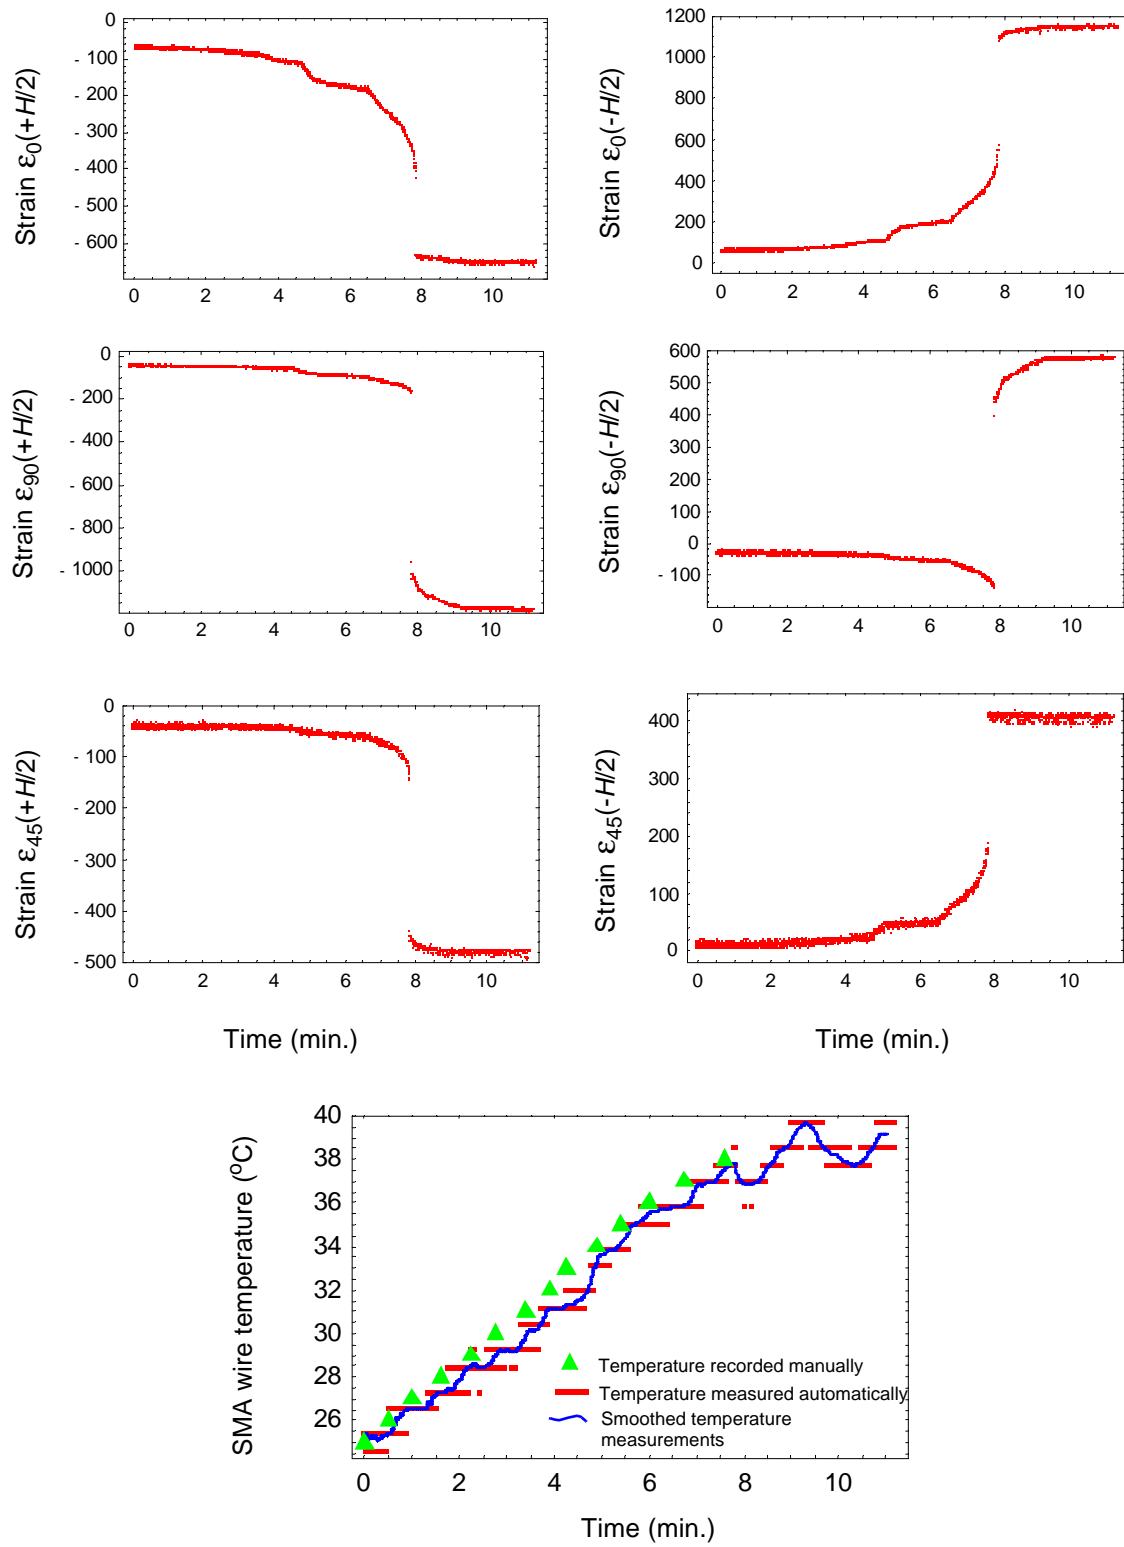 Strain ε0(+H/2)
0
- 100
- 200
- 300
- 400
- 500
- 600
0 2 4 6 8 10
Strain ε0(-H/2)
1200
1000
800
600
400
200
0
0 2 4 6 8 10
Strain ε90(+H/2)
0
- 200
- 400
- 600
- 800
- 1000
0 2 4 6 8 10
Strain ε90(-H/2)
600
500
400
300
200
100
0
- 100
0 2 4 6 8 10
Strain ε45(+H/2)
0
- 100
- 200
- 300
- 400
- 500
0 2 4 6 8 10
Time (min.)
Strain ε45(-H/2)
400
300
200
100
0
0 2 4 6 8 10
Time (min.)
SMA wire temperature (ºC)
40
38
36
34
32
30
28
26
Temperature recorded manually
Temperature measured automatically
Smoothed temperature
measurements
0 2 4 6 8 10
Time (min.)